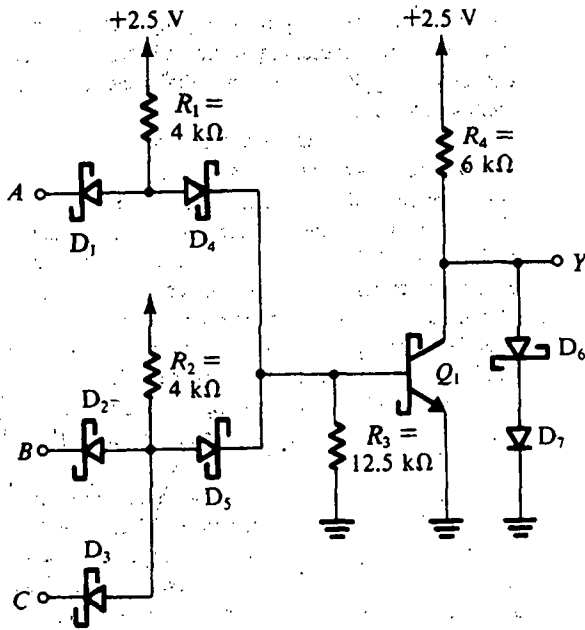 +2.5 V
+2.5 V
R₁ =
4 kΩ
R₄ =
6 kΩ
A
D₁
D₄
Y
R₂ =
4 kΩ
D₂
Q₁
D₆
B
D₅
R₃ =
12.5 kΩ
D₇
D₃
C